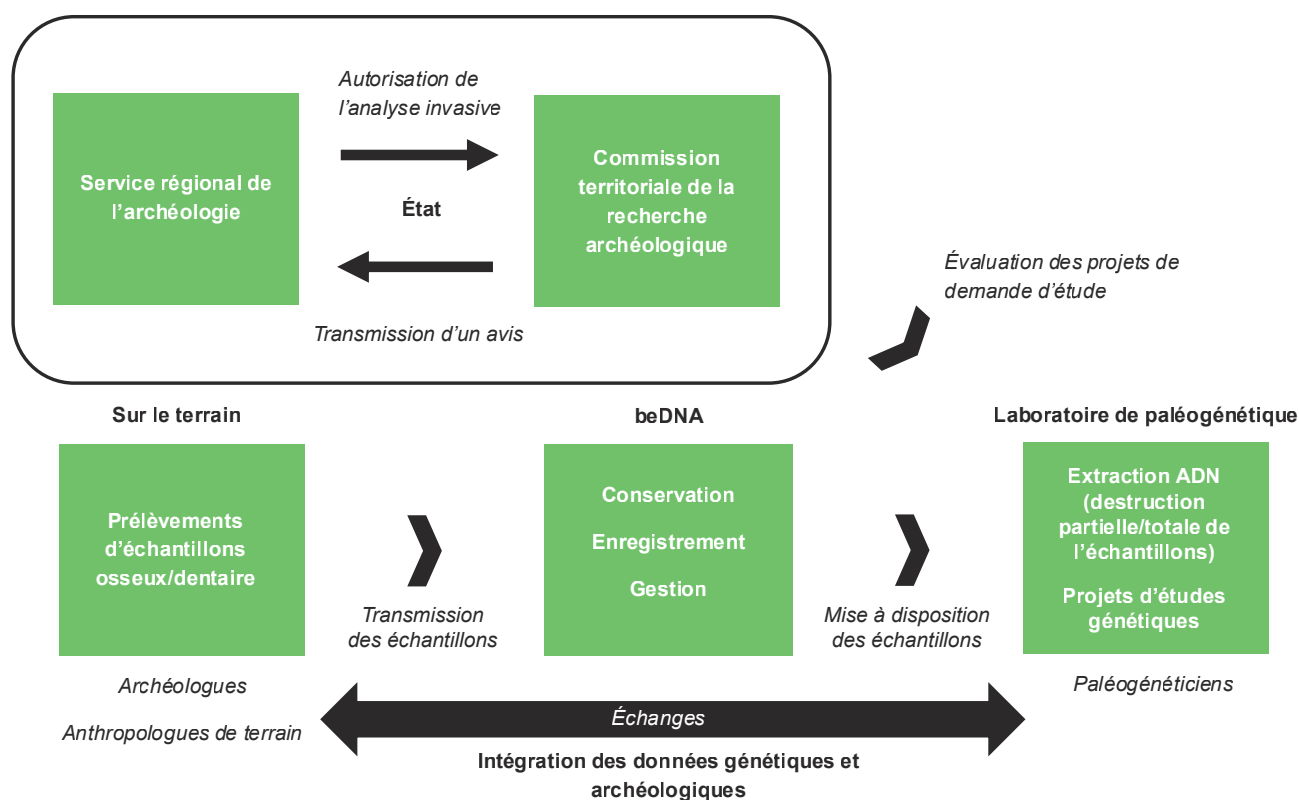 Autorisation de
l’analyse invasive
Service régional de
l’archéologie
État
Commission
territoriale de la
recherche
archéologique
Transmission d’un avis
Évaluation des projets de
demande d’étude
Sur le terrain
beDNA
Laboratoire de paléogénétique
Prélèvements
d’échantillons
osseux/dentaire
Transmission
des échantillons
Conservation
Enregistrement
Gestion
Mise à disposition
des échantillons
Extraction ADN
(destruction
partielle/totale de
l’échantillons)
Projets d’études
génétiques
Archéologues
Anthropologues de terrain
Paléogénéticiens
Échanges
Intégration des données génétiques et
archéologiques